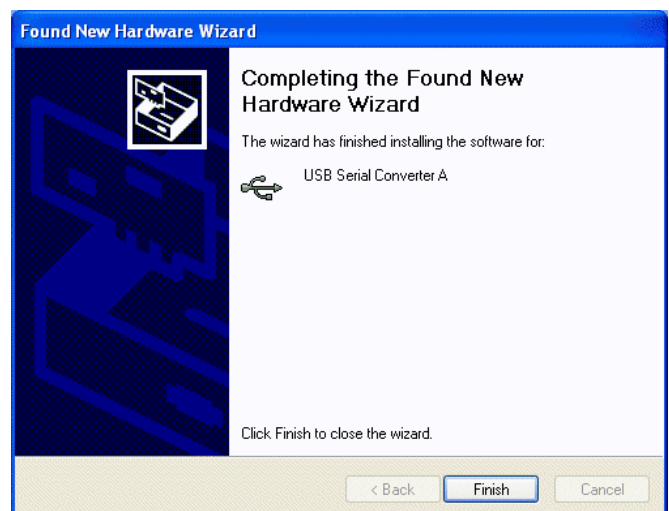 Found New Hardware Wizard
Completing the Found New
Hardware Wizard
The wizard has finished installing the software for:
USB Serial Converter A
Click Finish to close the wizard.
< Back
Finish
Cancel